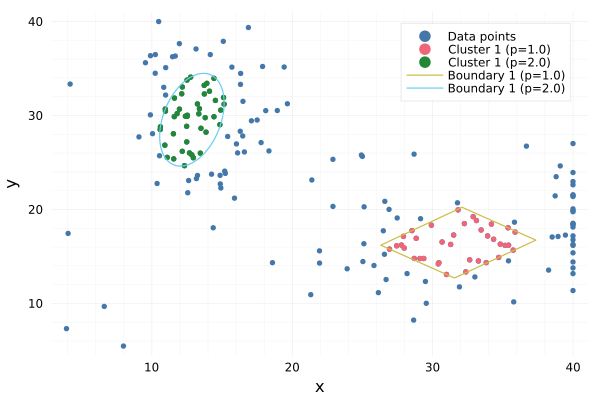 40
30
20
10
y
10
20
30
40
x
Data points
Cluster 1 (p=1.0)
Cluster 1 (p=2.0)
Boundary 1 (p=1.0)
Boundary 1 (p=2.0)